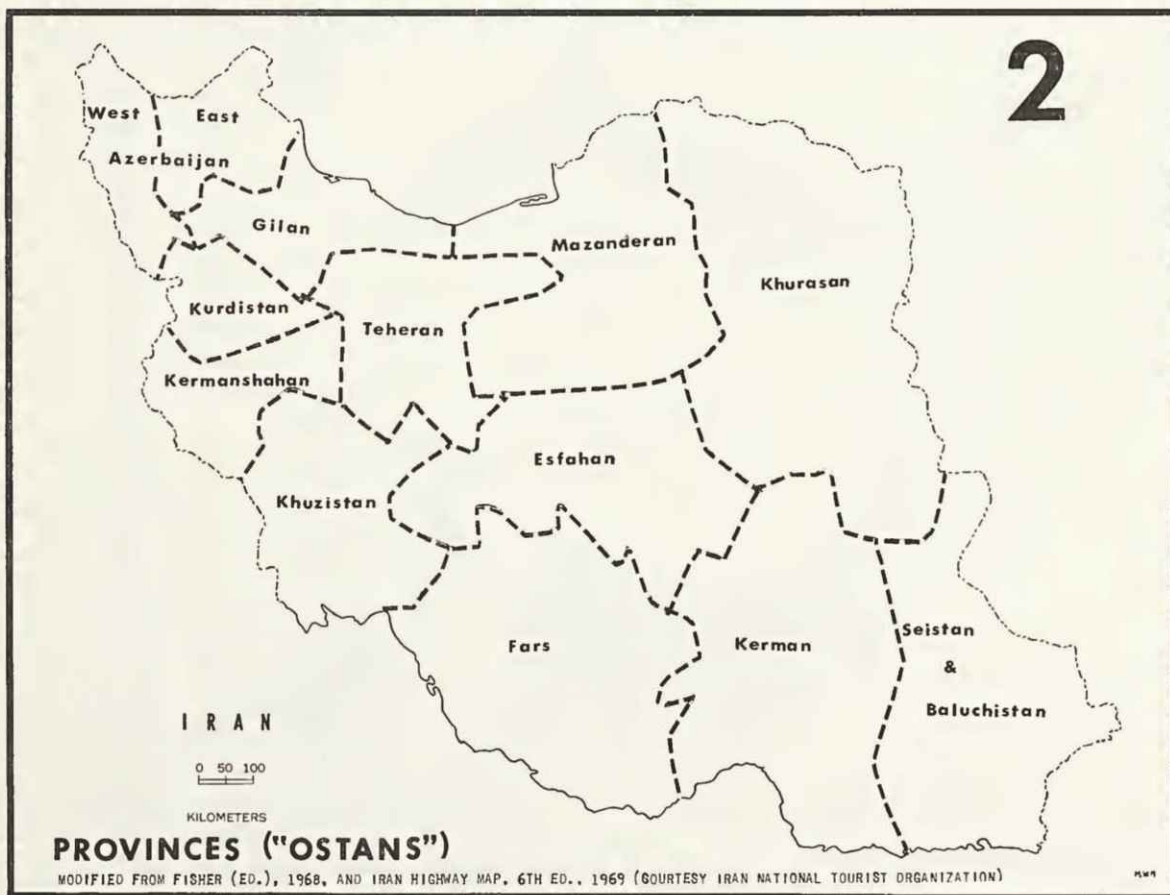 2
West East
Azerbaijan
Gilan
Mazanderan
Khurasan
Kurdistan
Teheran
Kermanshahan
Esfahan
Khuzistan
Fars
Kerman
Seistan
&
Baluchistan
IRAN
0 50 100
KILOMETERS
PROVINCES ("OSTANS")
MODIFIED FROM FISHER (ED.), 1968, AND IRAN HIGHWAY MAP, 6TH ED., 1969 (COURTESY IRAN NATIONAL TOURIST ORGANIZATION)